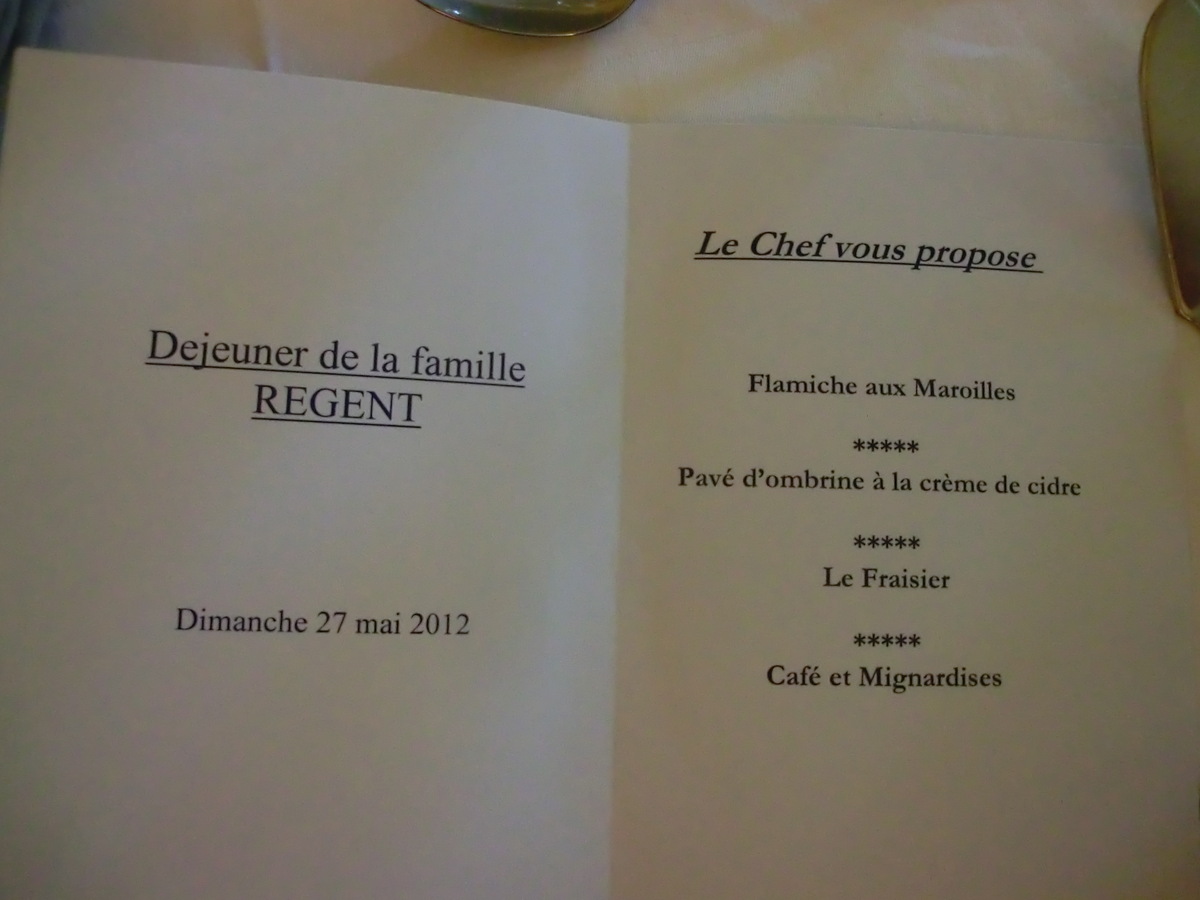 Dejeuner de la famille
REGENT
Dimanche 27 mai 2012
Le Chef vous propose
Flamiche aux Maroilles
*****
Pavé d'ombrine à la crème de cidre
*****
Le Fraisier
*****
Café et Mignardises